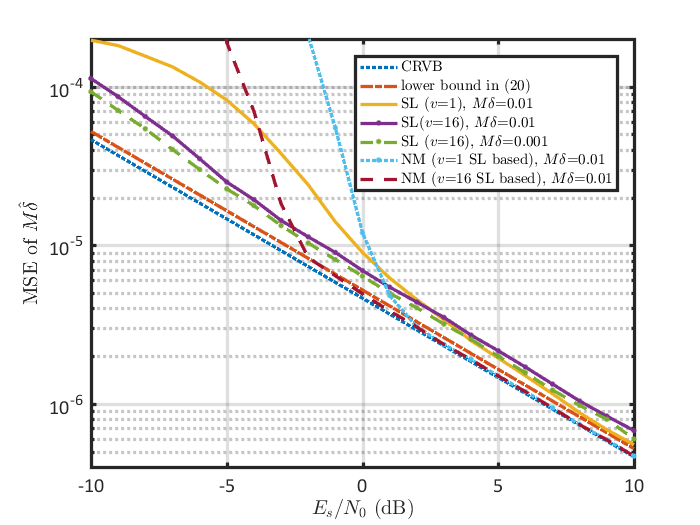 10^-4
10^-5
10^-6
MSE of Mδ̂
CRVB
lower bound in (20)
SL (v=1), Mδ=0.01
SL(v=16), Mδ=0.01
SL (v=16), Mδ=0.001
NM (v=1 SL based), Mδ=0.01
NM (v=16 SL based), Mδ=0.01
-10 -5 0 5 10
E_s/N_0 (dB)